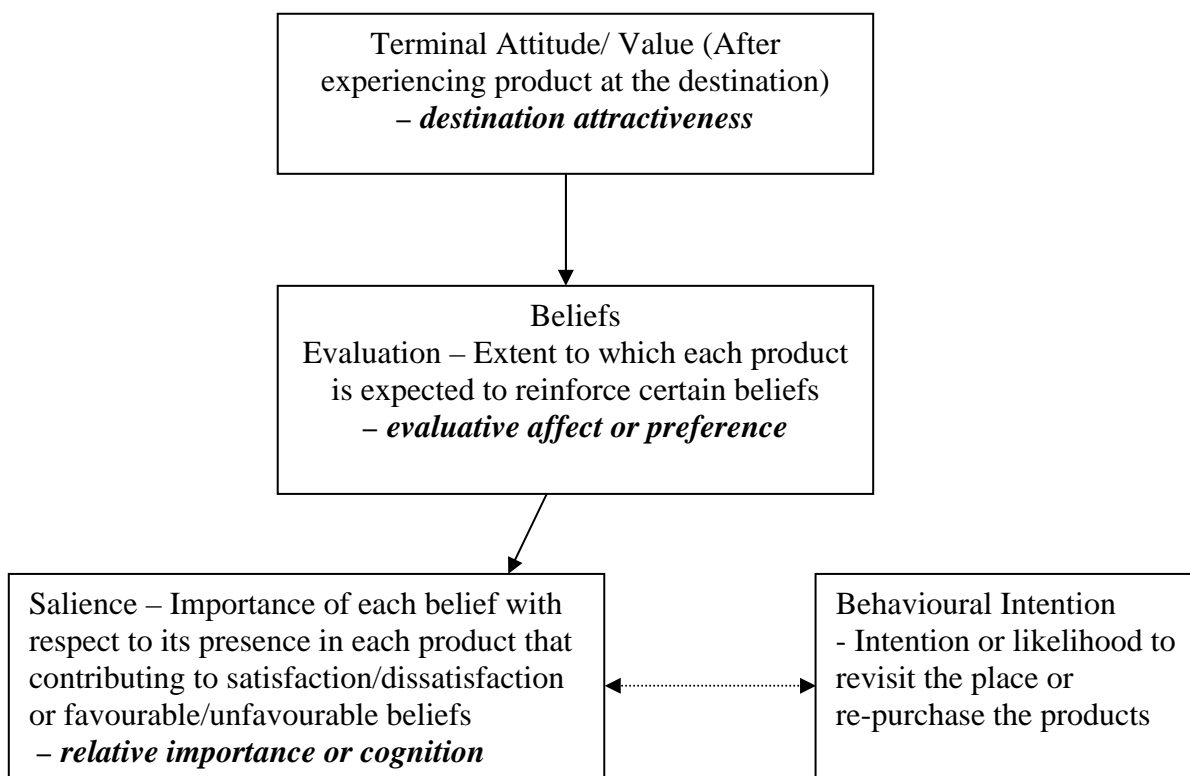 Terminal Attitude/ Value (After
experiencing product at the destination)
– destination attractiveness
Beliefs
Evaluation – Extent to which each product
is expected to reinforce certain beliefs
– evaluative affect or preference
Salience – Importance of each belief with
respect to its presence in each product that
contributing to satisfaction/dissatisfaction
or favourable/unfavourable beliefs
– relative importance or cognition
Behavioural Intention
- Intention or likelihood to
revisit the place or
re-purchase the products